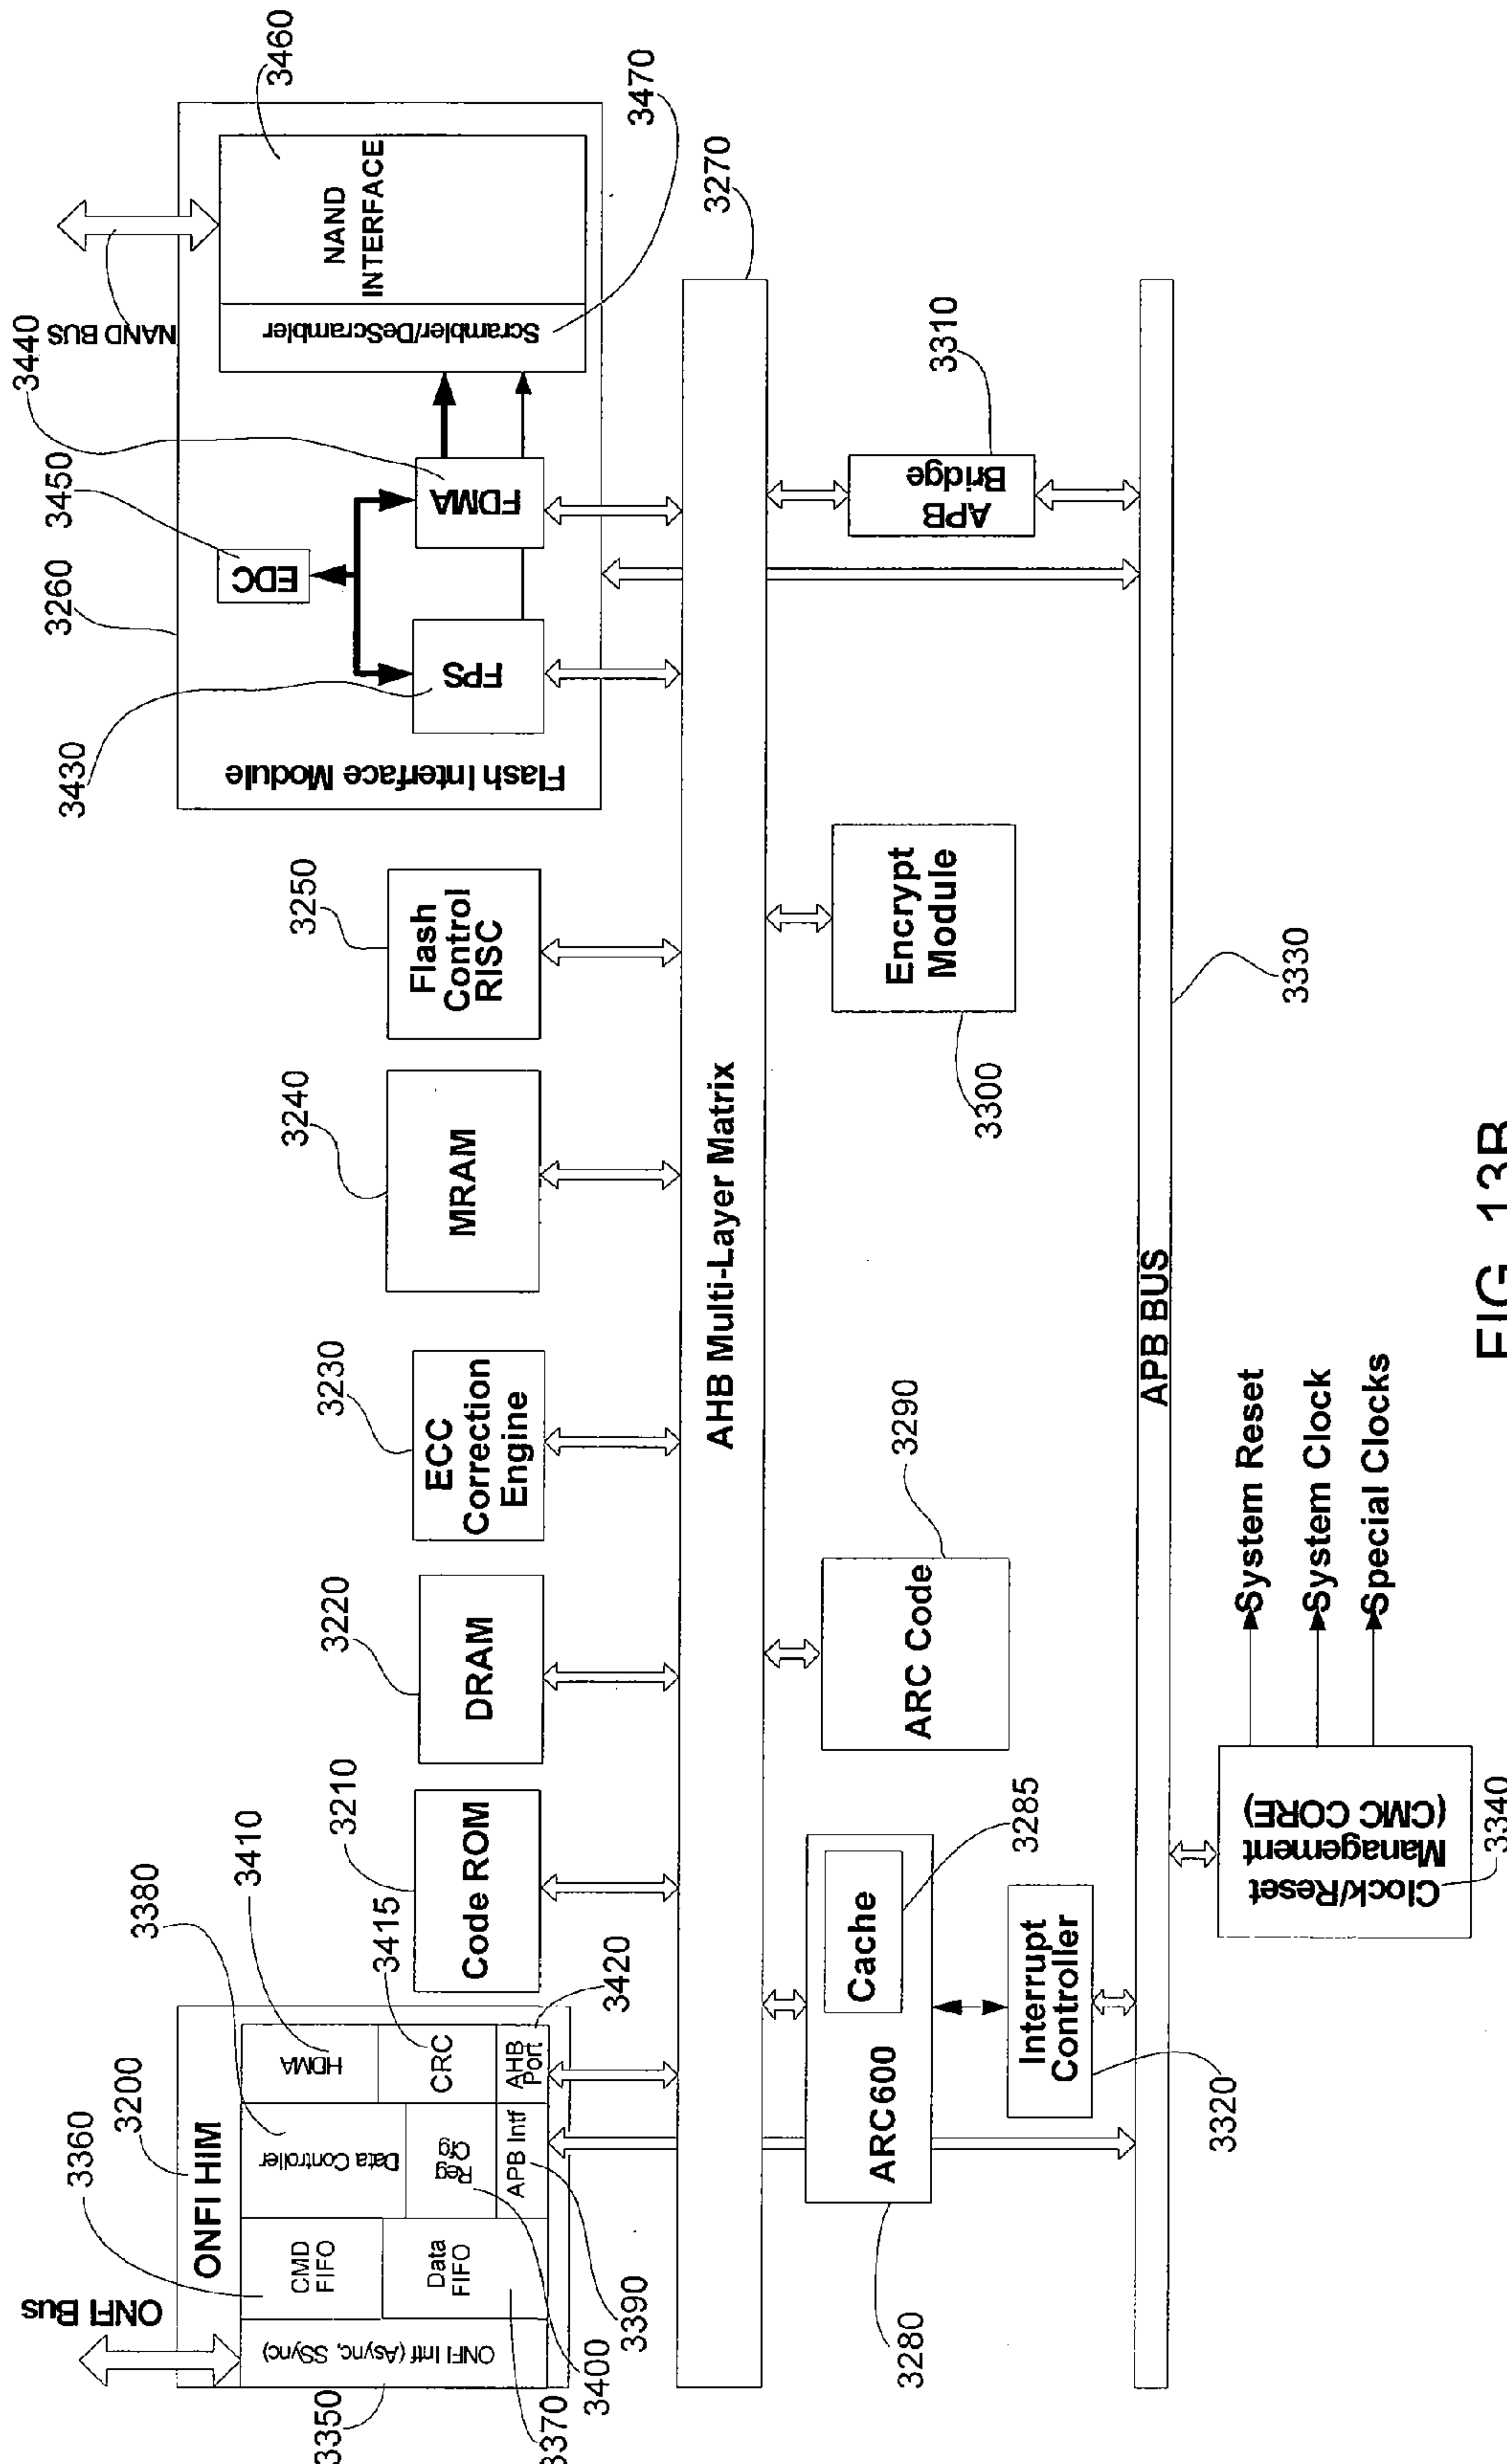 ONFI Bus
NAND BUS
3350
3360
3200
3380
3410
3415
3210
3220
3230
3240
3250
3260
3430
3450
3440
3460
3470
ONFI HIM
ONFI Intf (Async, SSync)
CMD
FIFO
Data
FIFO
Data Controller
Cfg
Reg
APB Intf
HDMA
CRC
AHB
Port
3370
3400
3390
3420
Code ROM
DRAM
ECC
Correction
Engine
MRAM
Flash
Control
RISC
Flash Interface Module
FPS
EDC
FDMA
Scrambler/DeScrambler
NAND
INTERFACE
AHB Multi-Layer Matrix
3270
ARC600
Cache
3280
3285
ARC Code
3290
Encrypt
Module
3300
APB
Bridge
3310
Interrupt
Controller
3320
APB BUS
3330
Clock/Reset
Management
(CMC CORE)
3340
System Reset
System Clock
Special Clocks
FIG. 13B